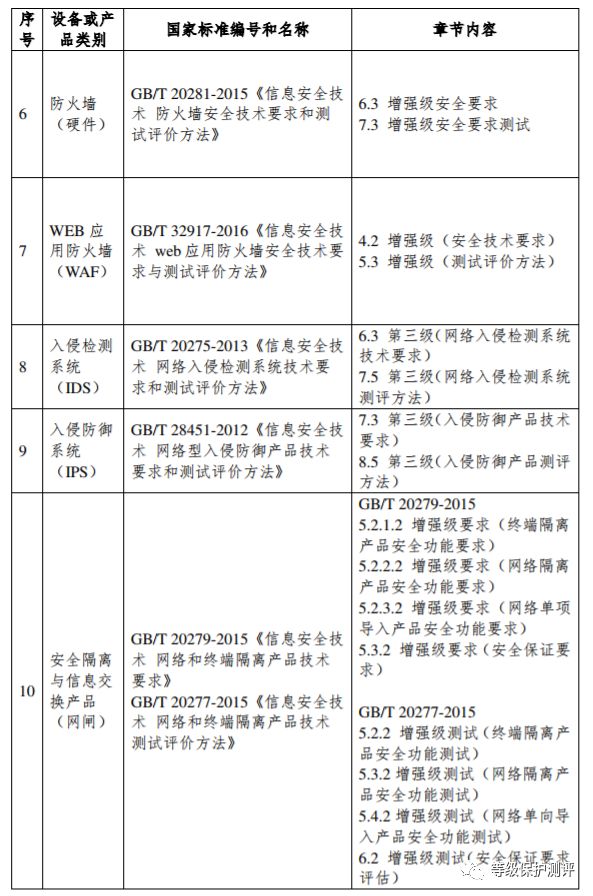 序号
设备或产品类别
国家标准编号和名称
章节内容
6
防火墙
（硬件）
GB/T 20281-2015《信息安全技
术 防火墙安全技术要求和测
试评价方法》
6.3 增强级安全要求
7.3 增强级安全要求测试
7
WEB 应
用防火墙
（WAF）
GB/T 32917-2016《信息安全技
术 web 应用防火墙安全技术要
求与测试评价方法》
4.2 增强级（安全技术要求）
5.3 增强级（测试评价方法）
8
入侵检测
系统
（IDS）
GB/T 20275-2013《信息安全技
术 网络入侵检测系统技术要
求和测试评价方法》
6.3 第三级(网络入侵检测系统
技术要求）
7.5 第三级(网络入侵检测系统
测评方法）
9
入侵防御
系统
（IPS）
GB/T 28451-2012《信息安全技
术 网络型入侵防御产品技术
要求和测试评价方法》
7.3 第三级(入侵防御产品技术
要求）
8.5 第三级(入侵防御产品测评
方法）
10
安全隔离
与信息交
换产品
（网闸）
GB/T 20279-2015《信息安全技
术 网络和终端隔离产品技术
要求》
GB/T 20277-2015《信息安全技
术 网络和终端隔离产品技术
测试评价方法》
GB/T 20279-2015
5.2.1.2 增强级要求（终端隔离
产品安全功能要求）
5.2.2.2 增强级要求（网络隔离
产品安全功能要求）
5.2.3.2 增强级要求（网络单项
导入产品安全功能要求）
5.3.2 增强级要求(安全保证要
求）
GB/T 20277-2015
5.2.2 增强级测试（终端隔离产
品安全功能测试）
5.3.2 增强级测试（网络隔离产
品安全功能测试）
5.4.2 增强级测试（网络单向导
入产品安全功能测试）
6.2 增强级测试(安全保证要求
评估）
等级保护测评